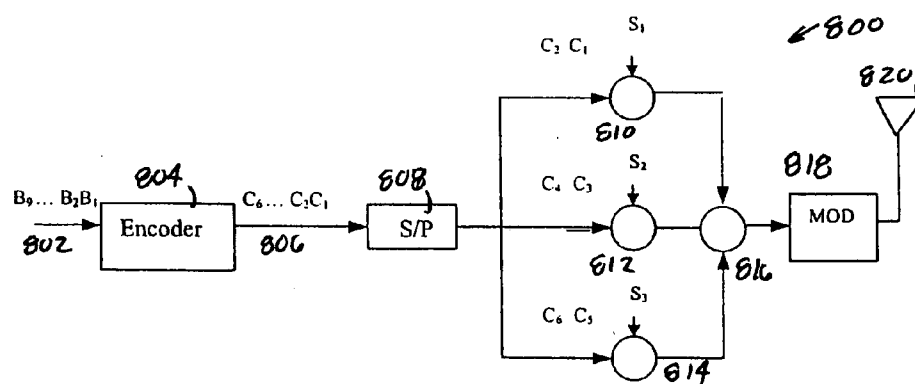 800
S₁
C₂ C₁
820
810
818
804
808
S₂
B₉... B₂B₁
C₆... C₂C₁
C₄ C₃
Encoder
S/P
MOD
802
806
812
816
S₃
C₆ C₅
814